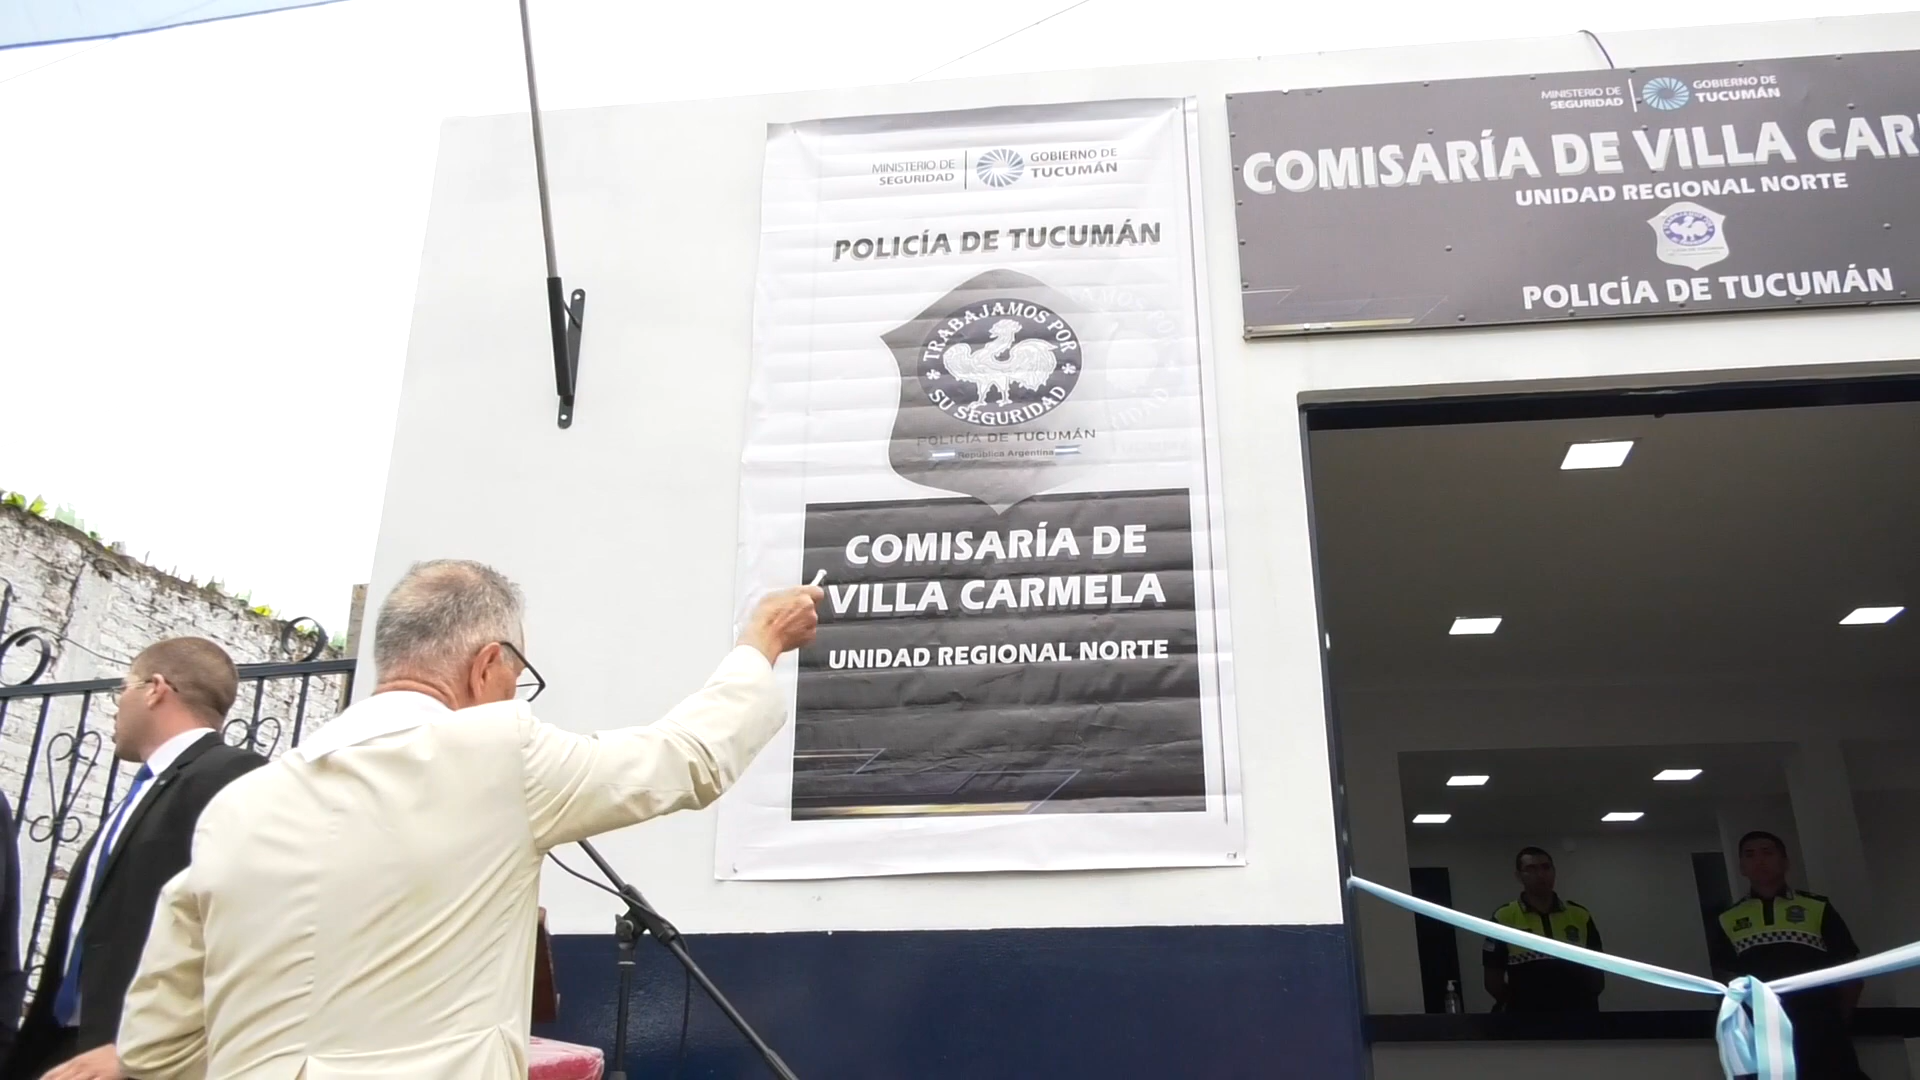 MINISTERIO DE
SEGURIDAD
GOBIERNO DE
TUCUMÁN
POLICÍA DE TUCUMÁN
TRABAJAMOS POR
SU SEGURIDAD
POLICÍA DE TUCUMÁN
República Argentina
COMISARÍA DE
VILLA CARMELA
UNIDAD REGIONAL NORTE
MINISTERIO DE
SEGURIDAD
GOBIERNO DE
TUCUMÁN
COMISARÍA DE VILLA CAR
UNIDAD REGIONAL NORTE
POLICÍA DE TUCUMÁN